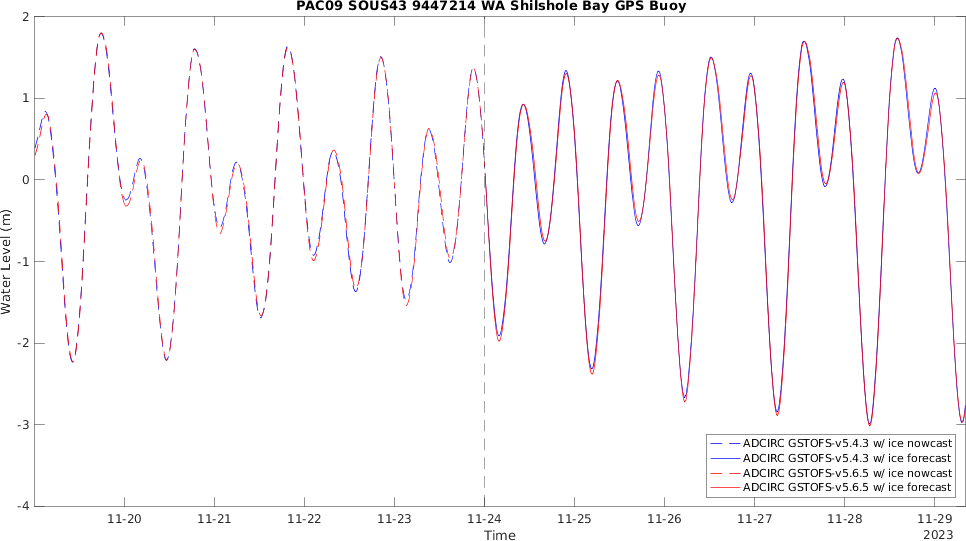 PAC09 SOUS43 9447214 WA Shilshole Bay GPS Buoy
2
1
0
-1
-2
-3
-4
Water Level (m)
ADCIRC GSTOFS-v5.4.3 w/ ice nowcast
ADCIRC GSTOFS-v5.4.3 w/ ice forecast
ADCIRC GSTOFS-v5.6.5 w/ ice nowcast
ADCIRC GSTOFS-v5.6.5 w/ ice forecast
11-20 11-21 11-22 11-23 11-24 11-25 11-26 11-27 11-28 11-29
Time 2023